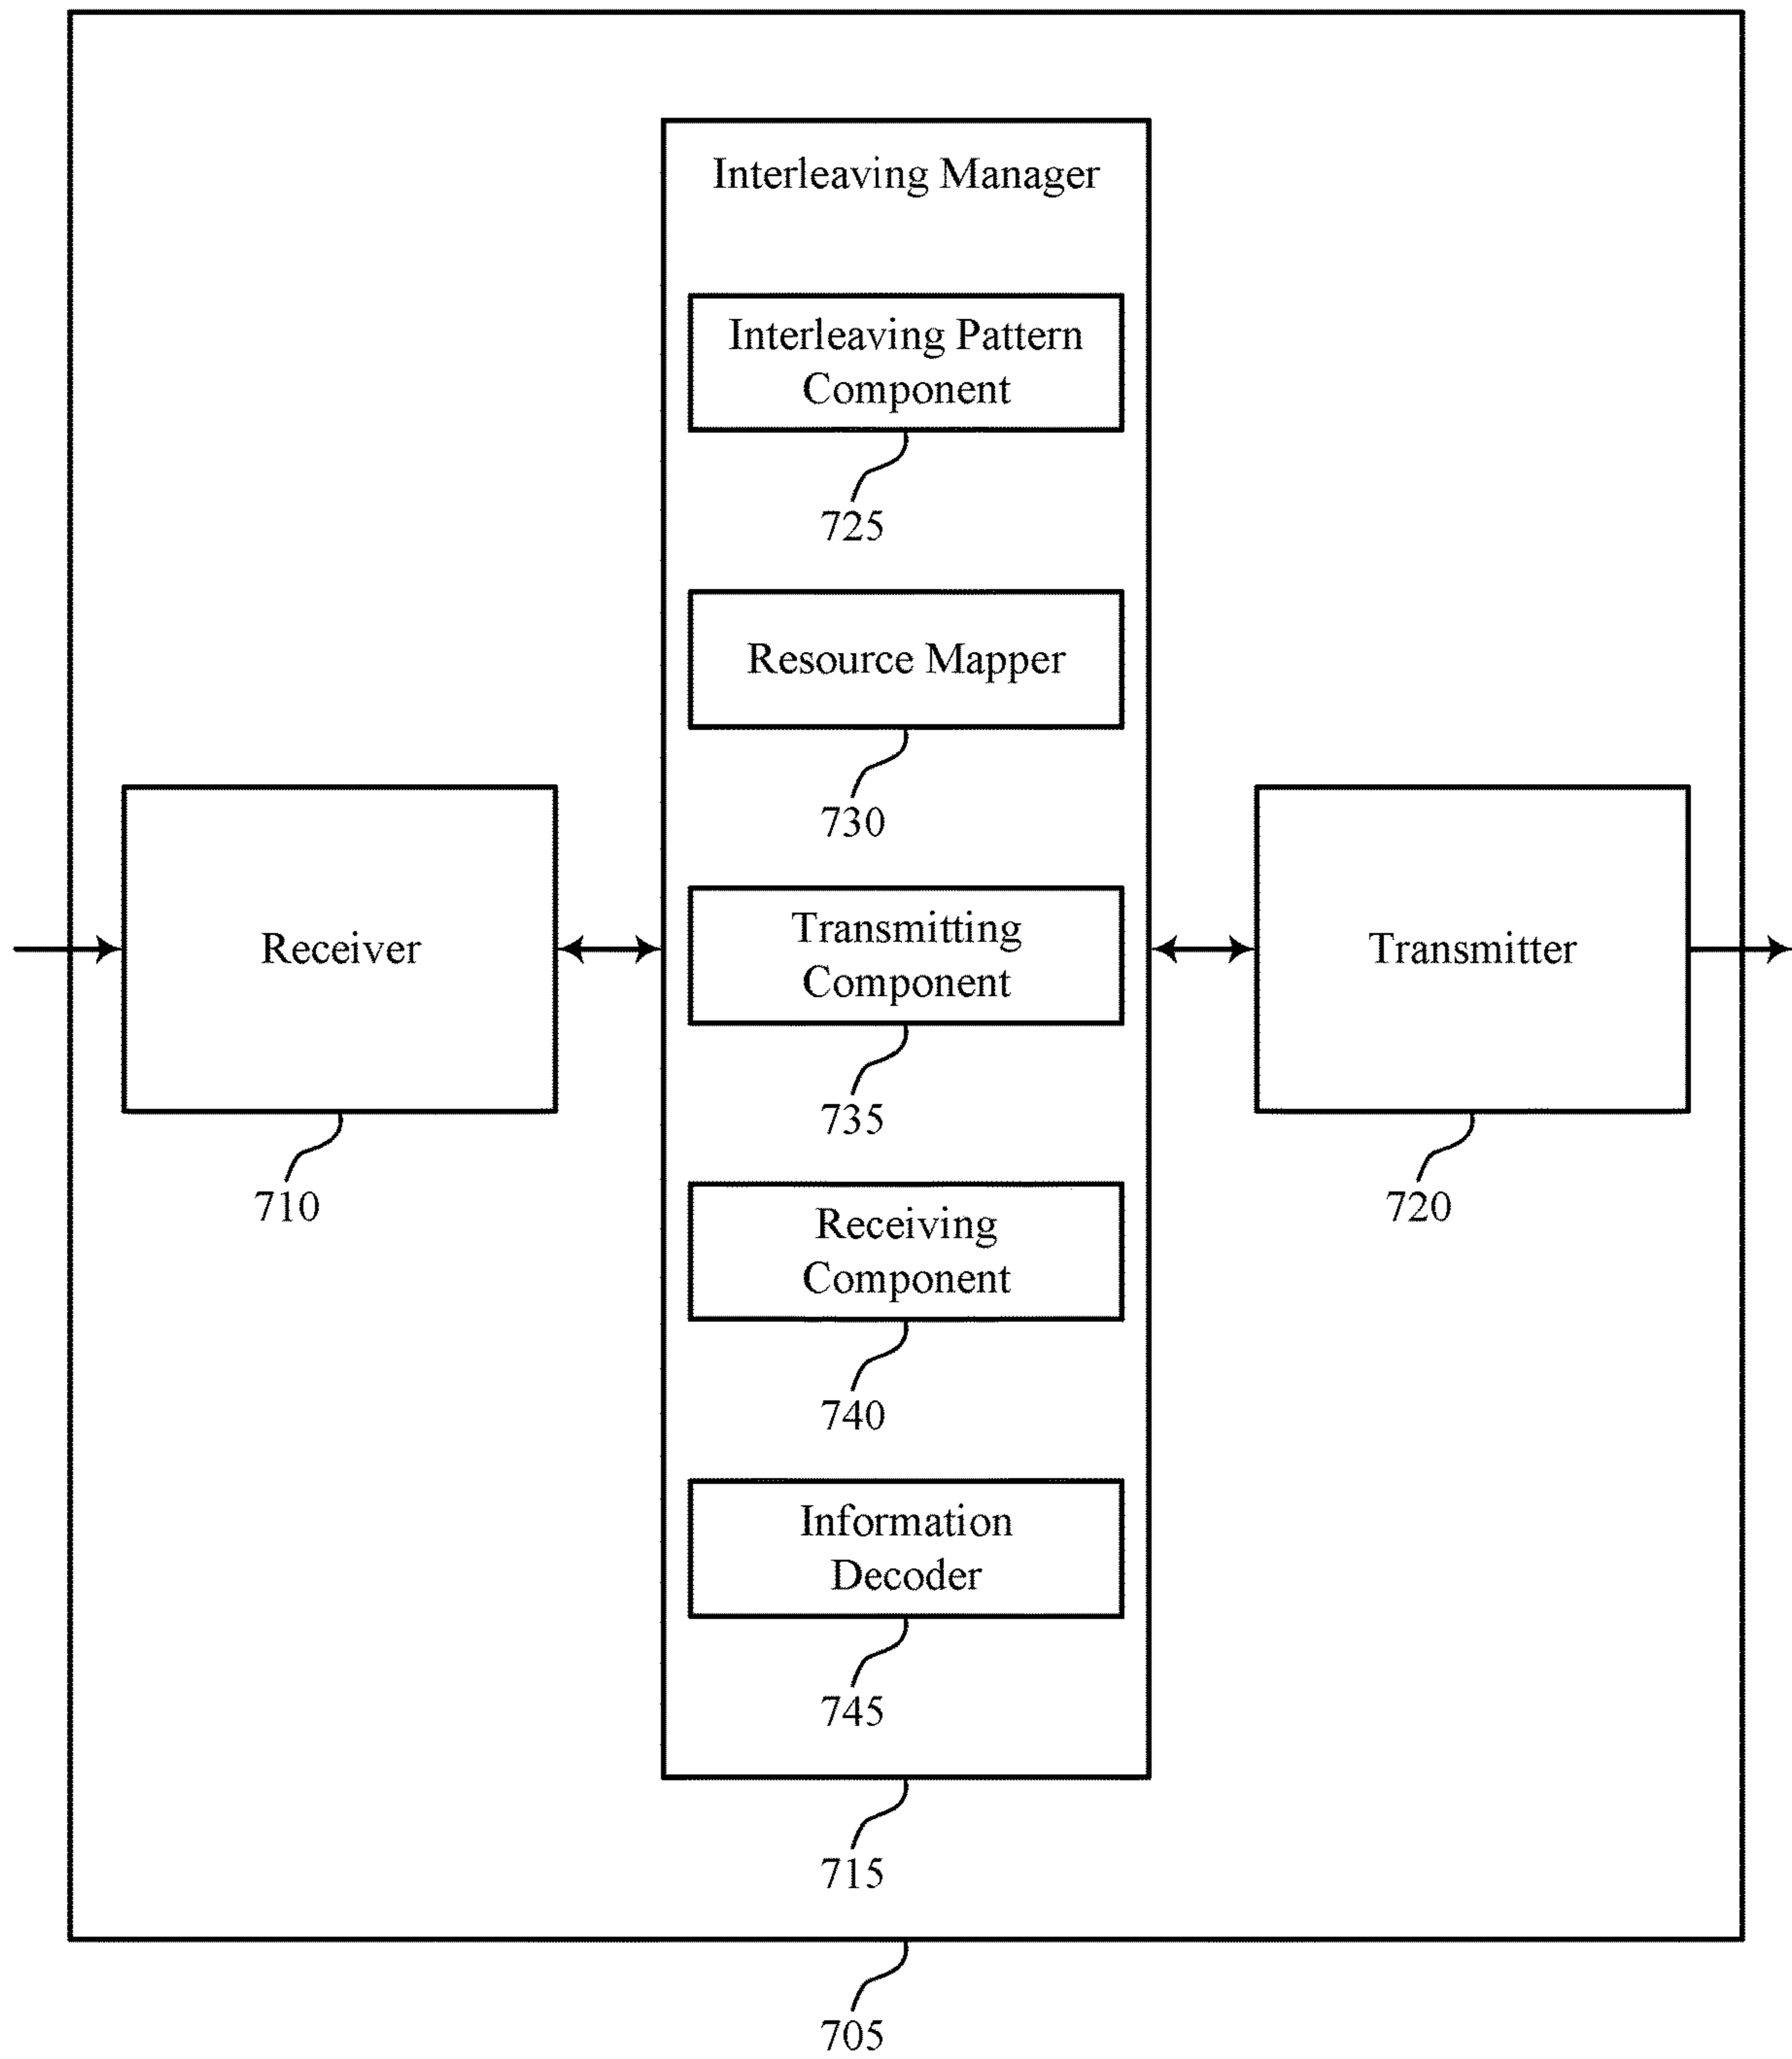 Interleaving Manager
Interleaving Pattern
Component
725
Resource Mapper
730
Receiver
710
Transmitting
Component
735
Transmitter
720
Receiving
Component
740
Information
Decoder
745
715
705